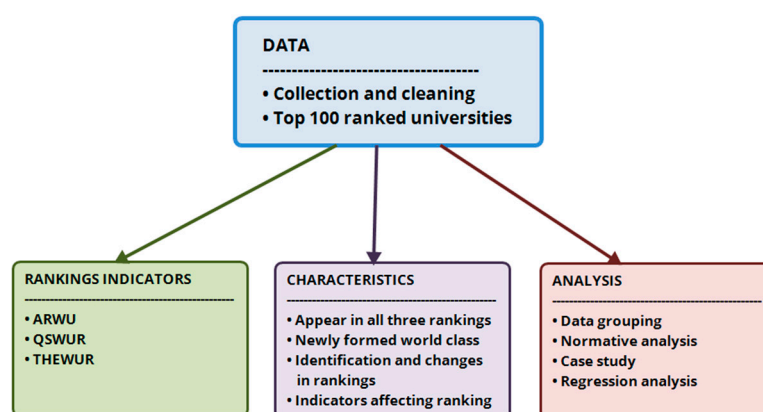 DATA
-------------------------------------
• Collection and cleaning
• Top 100 ranked universities
RANKINGS INDICATORS
-------------------------------------------------
• ARWU
• QSWUR
• THEWUR
CHARACTERISTICS
-------------------------------------------------
• Appear in all three rankings
• Newly formed world class
• Identification and changes
in rankings
• Indicators affecting ranking
ANALYSIS
-------------------------------------------------
• Data grouping
• Normative analysis
• Case study
• Regression analysis